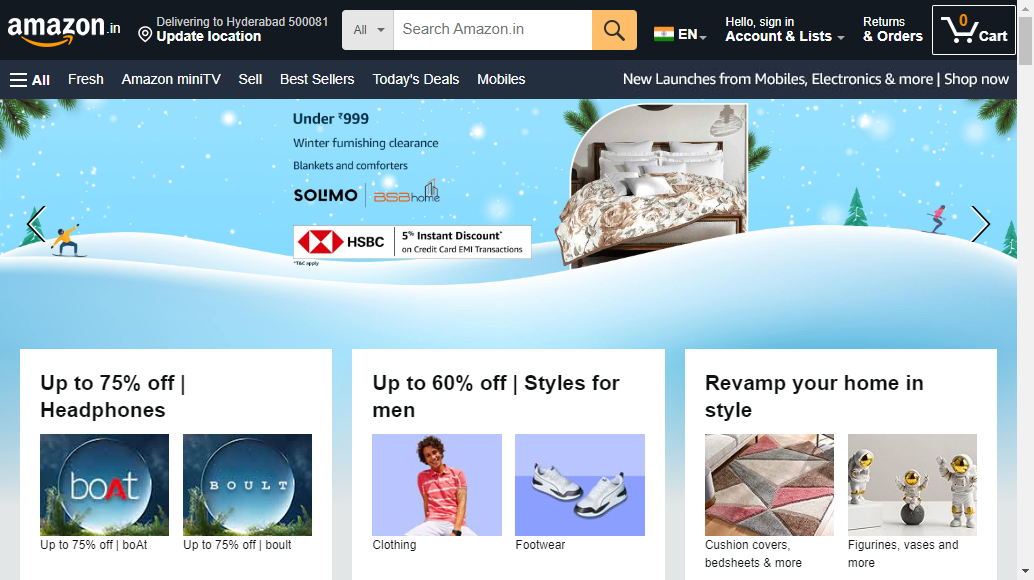 amazon.in
Delivering to Hyderabad 500081
Update location
All
Search Amazon.in
EN
Hello, sign in
Account & Lists
Returns
& Orders
0
Cart
All
Fresh
Amazon miniTV
Sell
Best Sellers
Today's Deals
Mobiles
New Launches from Mobiles, Electronics & more | Shop now
Under ₹999
Winter furnishing clearance
Blankets and comforters
SOLIMO
asahome
HSBC
5% Instant Discount*
on Credit Card EMI Transactions
*T&C apply
Up to 75% off |
Headphones
boAt
BOULT
Up to 75% off | boAt
Up to 75% off | boult
Up to 60% off | Styles for
men
Clothing
Footwear
Revamp your home in
style
Cushion covers,
bedsheets & more
Figurines, vases and
more